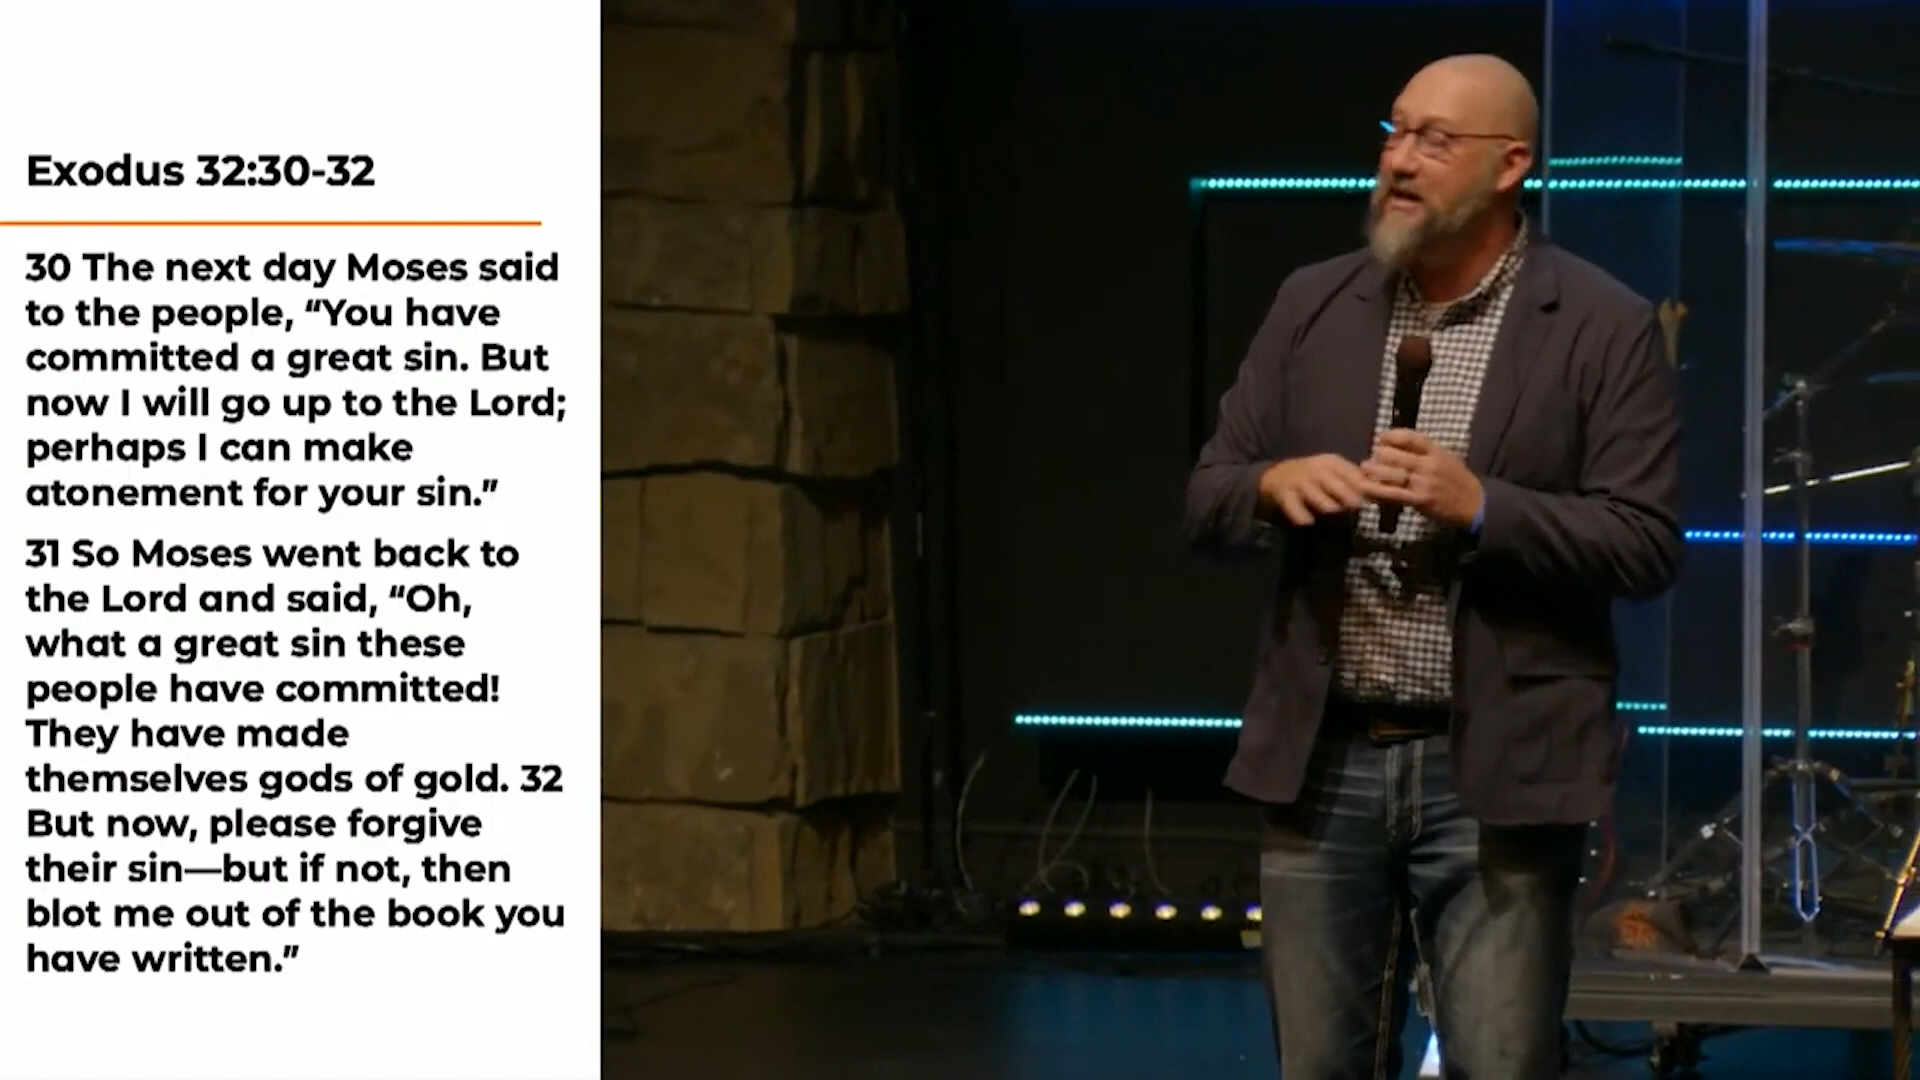 Exodus 32:30-32
30 The next day Moses said
to the people, “You have
committed a great sin. But
now I will go up to the Lord;
perhaps I can make
atonement for your sin.”
31 So Moses went back to
the Lord and said, “Oh,
what a great sin these
people have committed!
They have made
themselves gods of gold. 32
But now, please forgive
their sin—but if not, then
blot me out of the book you
have written.”